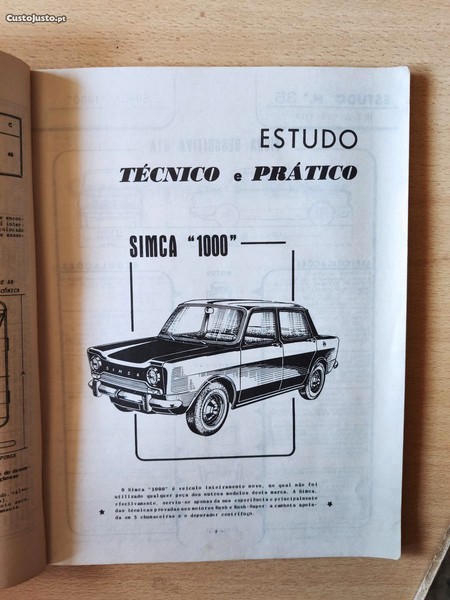 CustoJusto.pt
ESTUDO
TÉCNICO e PRÁTICO
SIMCA "1000"
SIMCA
O Simca "1000" é veículo inteiramente novo, no qual não foi
utilizado qualquer peça dos outros modelos desta marca. A Simca,
efectivamente, serviu-se apenas da sua experiência e principalmente
das técnicas provadas nos motores Rush e Rush-Super: a cambota apoia-
da em 5 chumaceiras e o depurador centrífugo.
C